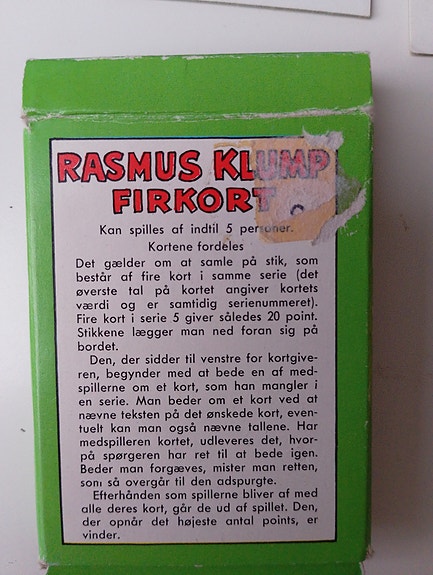 RASMUS KLUMP
FIRKORT
Kan spilles af indtil 5 personer.
Kortene fordeles
Det gælder om at samle på stik, som
består af fire kort i samme serie (det
øverste tal på kortet angiver kortets
værdi og er samtidig serienummeret).
Fire kort i serie 5 giver således 20 point.
Stikkene lægger man ned foran sig på
bordet.
Den, der sidder til venstre for kortgive-
ren, begynder med at bede en af med-
spillerne om et kort, som han mangler i
en serie. Man beder om et kort ved at
nævne teksten på det ønskede kort, even-
tuelt kan man også nævne tallene. Har
medspilleren kortet, udleveres det, hvor-
på spørgeren har ret til at bede igen.
Beder man forgæves, mister man retten,
som så overgår til den adspurgte.
Efterhånden som spillerne bliver af med
alle deres kort, går de ud af spillet. Den,
der opnår det højeste antal points, er
vinder.